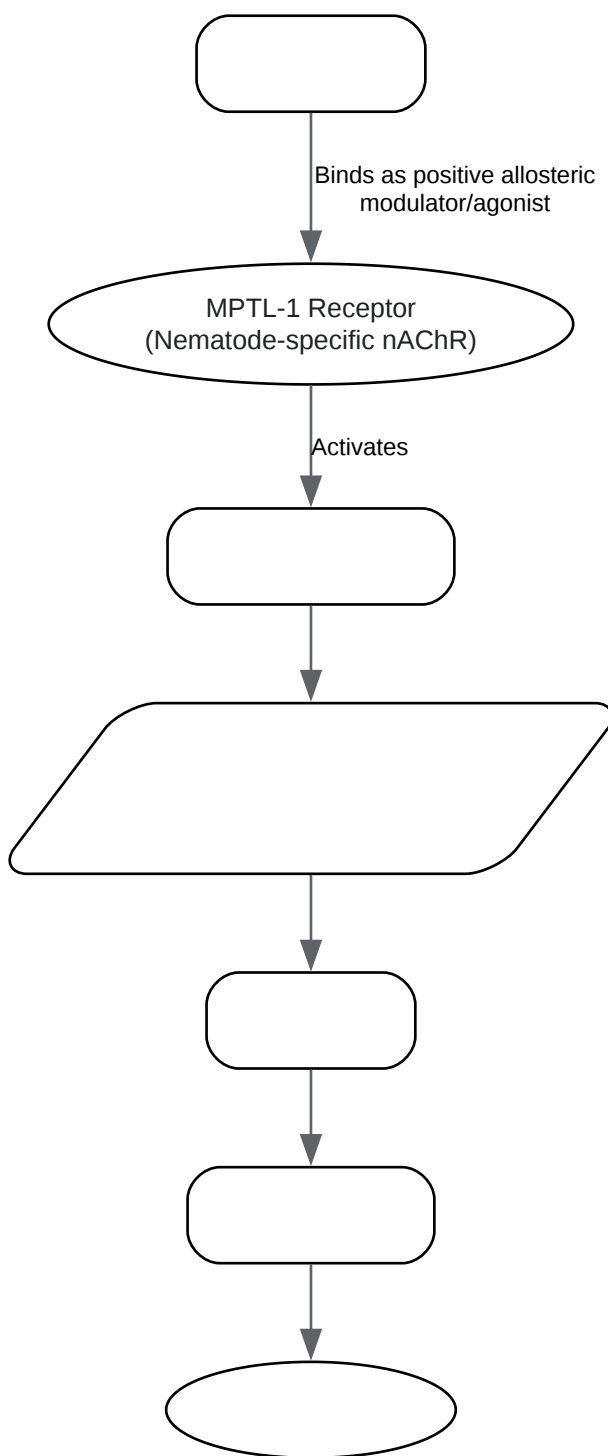 Binds as positive allosteric
modulator/agonist
MPTL-1 Receptor
(Nematode-specific nAChR)
Activates